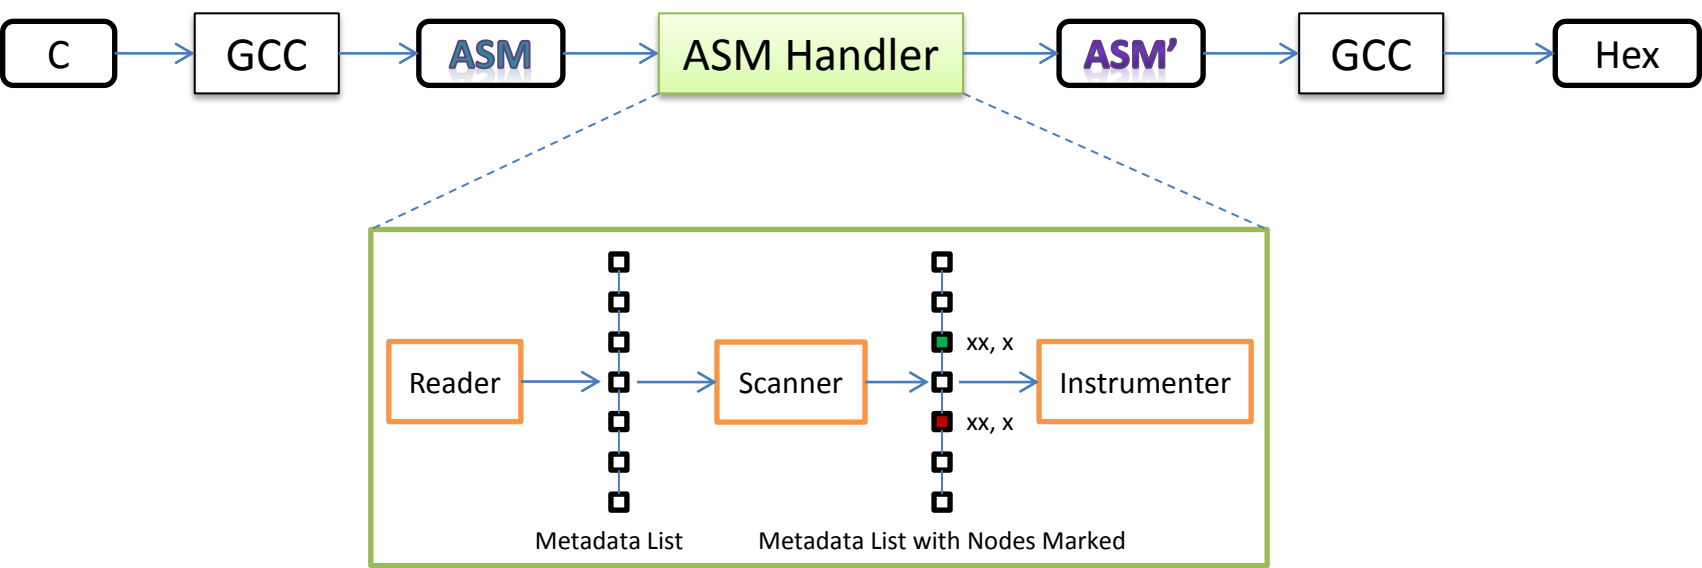 C
GCC
ASM
ASM Handler
ASM’
GCC
Hex
xx, x
Reader
Scanner
Instrumenter
xx, x
Metadata List
Metadata List with Nodes Marked